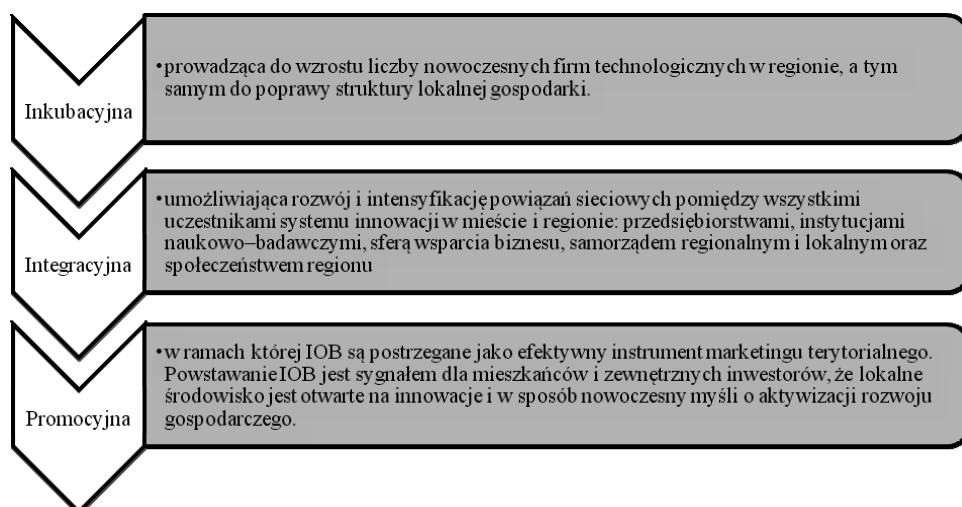 Inkubacyjna
•prowadząca do wzrostu liczby nowoczesnych firm technologicznych w regionie, a tym
samym do poprawy struktury lokalnej gospodarki.
Integracyjna
•umożliwiająca rozwój i intensyfikację powiązań sieciowych pomiędzy wszystkimi
uczestnikami systemu innowacji w mieście i regionie: przedsiębiorstwami, instytucjami
naukowo–badawczymi, sferą wsparcia biznesu, samorządem regionalnym i lokalnym oraz
społeczeństwem regionu
Promocyjna
•w ramach której IOB są postrzegane jako efektywny instrument marketingu terytorialnego.
Powstawanie IOB jest sygnałem dla mieszkańców i zewnętrznych inwestorów, że lokalne
środowisko jest otwarte na innowacje i w sposób nowoczesny myśli o aktywizacji rozwoju
gospodarczego.